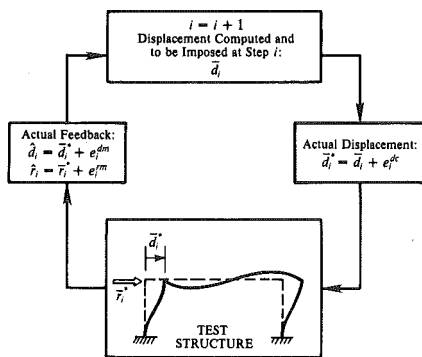 i = i + 1
Displacement Computed and
to be Imposed at Step i:
d̄ᵢ
Actual Feedback:
d̂ᵢ = d̄ᵢ* + eᵢᵈᵐ
r̂ᵢ = r̄ᵢ* + eᵢʳᵐ
Actual Displacement:
d̄ᵢ* = d̄ᵢ + eᵢᵈᶜ
d̄ᵢ*
r̄ᵢ*
TEST
STRUCTURE